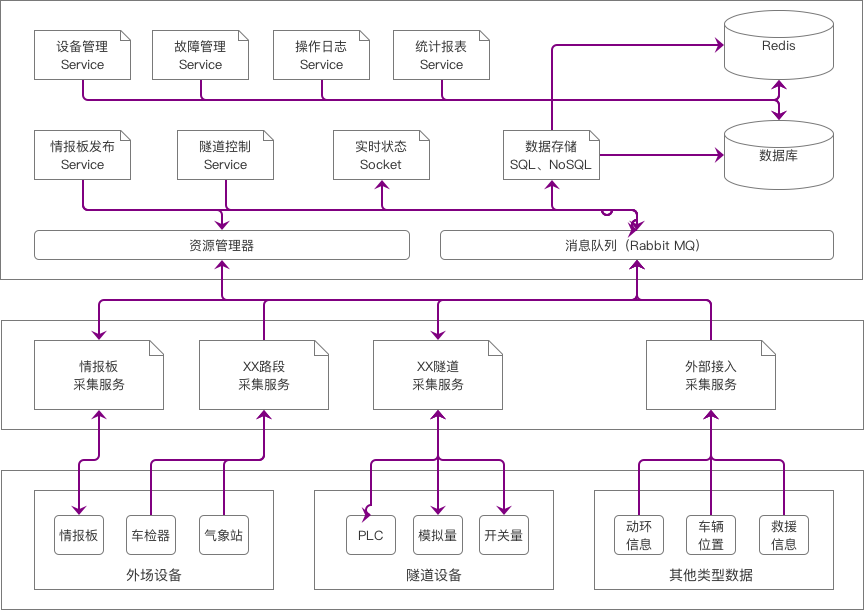 设备管理
Service
故障管理
Service
操作日志
Service
统计报表
Service
Redis
情报板发布
Service
隧道控制
Service
实时状态
Socket
数据存储
SQL、NoSQL
数据库
资源管理器
消息队列（Rabbit MQ）
情报板
采集服务
XX路段
采集服务
XX隧道
采集服务
外部接入
采集服务
情报板
车检器
气象站
PLC
模拟量
开关量
动环
信息
车辆
位置
救援
信息
外场设备
隧道设备
其他类型数据